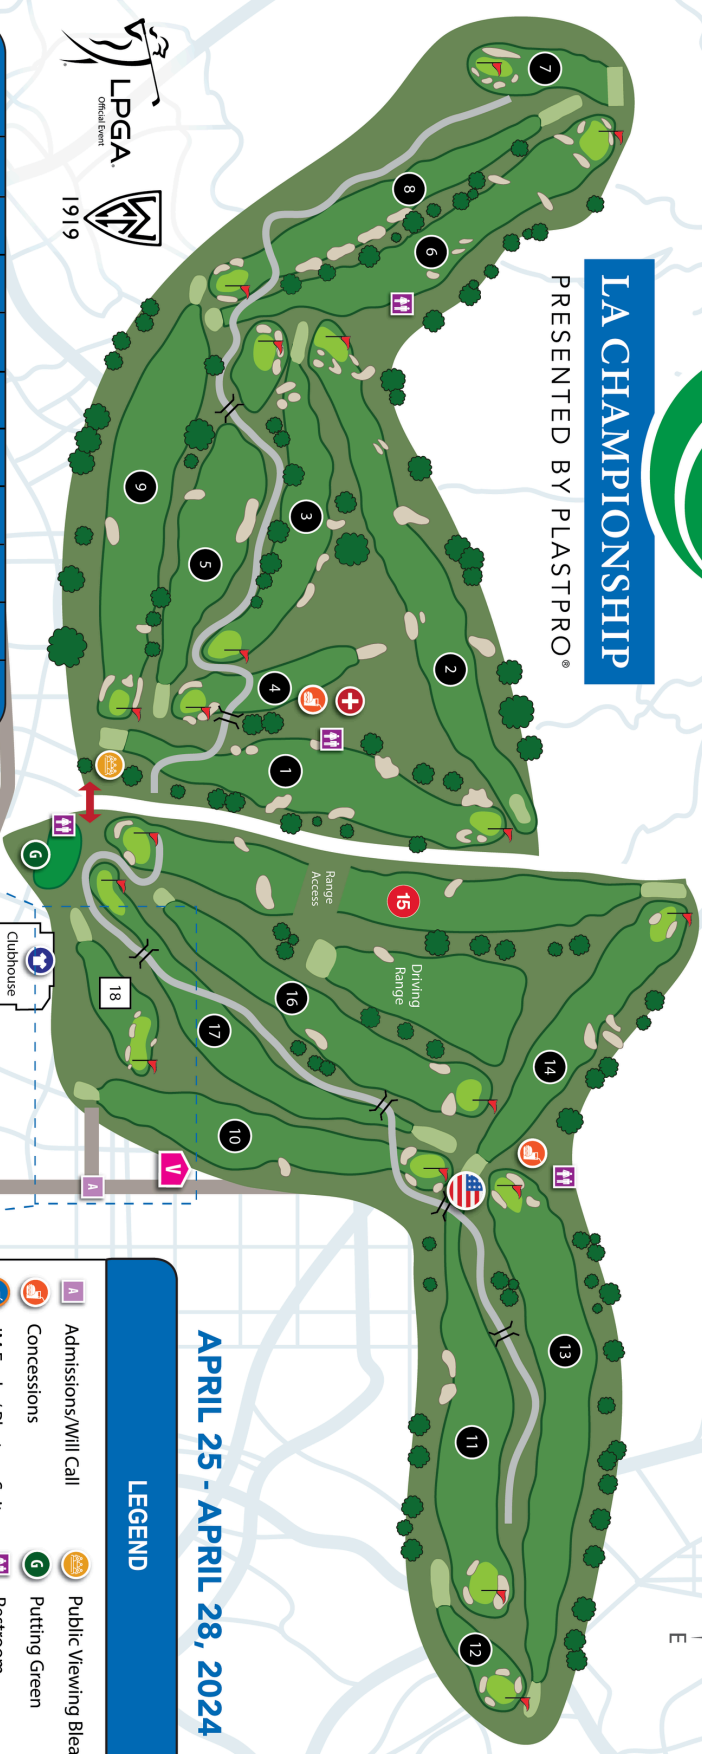 LA CHAMPIONSHIP
PRESENTED BY PLASTPRO®
LPGA
Official Event
1919
7
8
6
9
5
3
2
4
1
15
Range
Access
Driving
Range
16
17
18
14
10
13
11
12
G
Clubhouse
V
A
E
APRIL 25 - APRIL 28, 2024
LEGEND
A Admissions/Will Call
Concessions
Public Viewing
G Putting Green